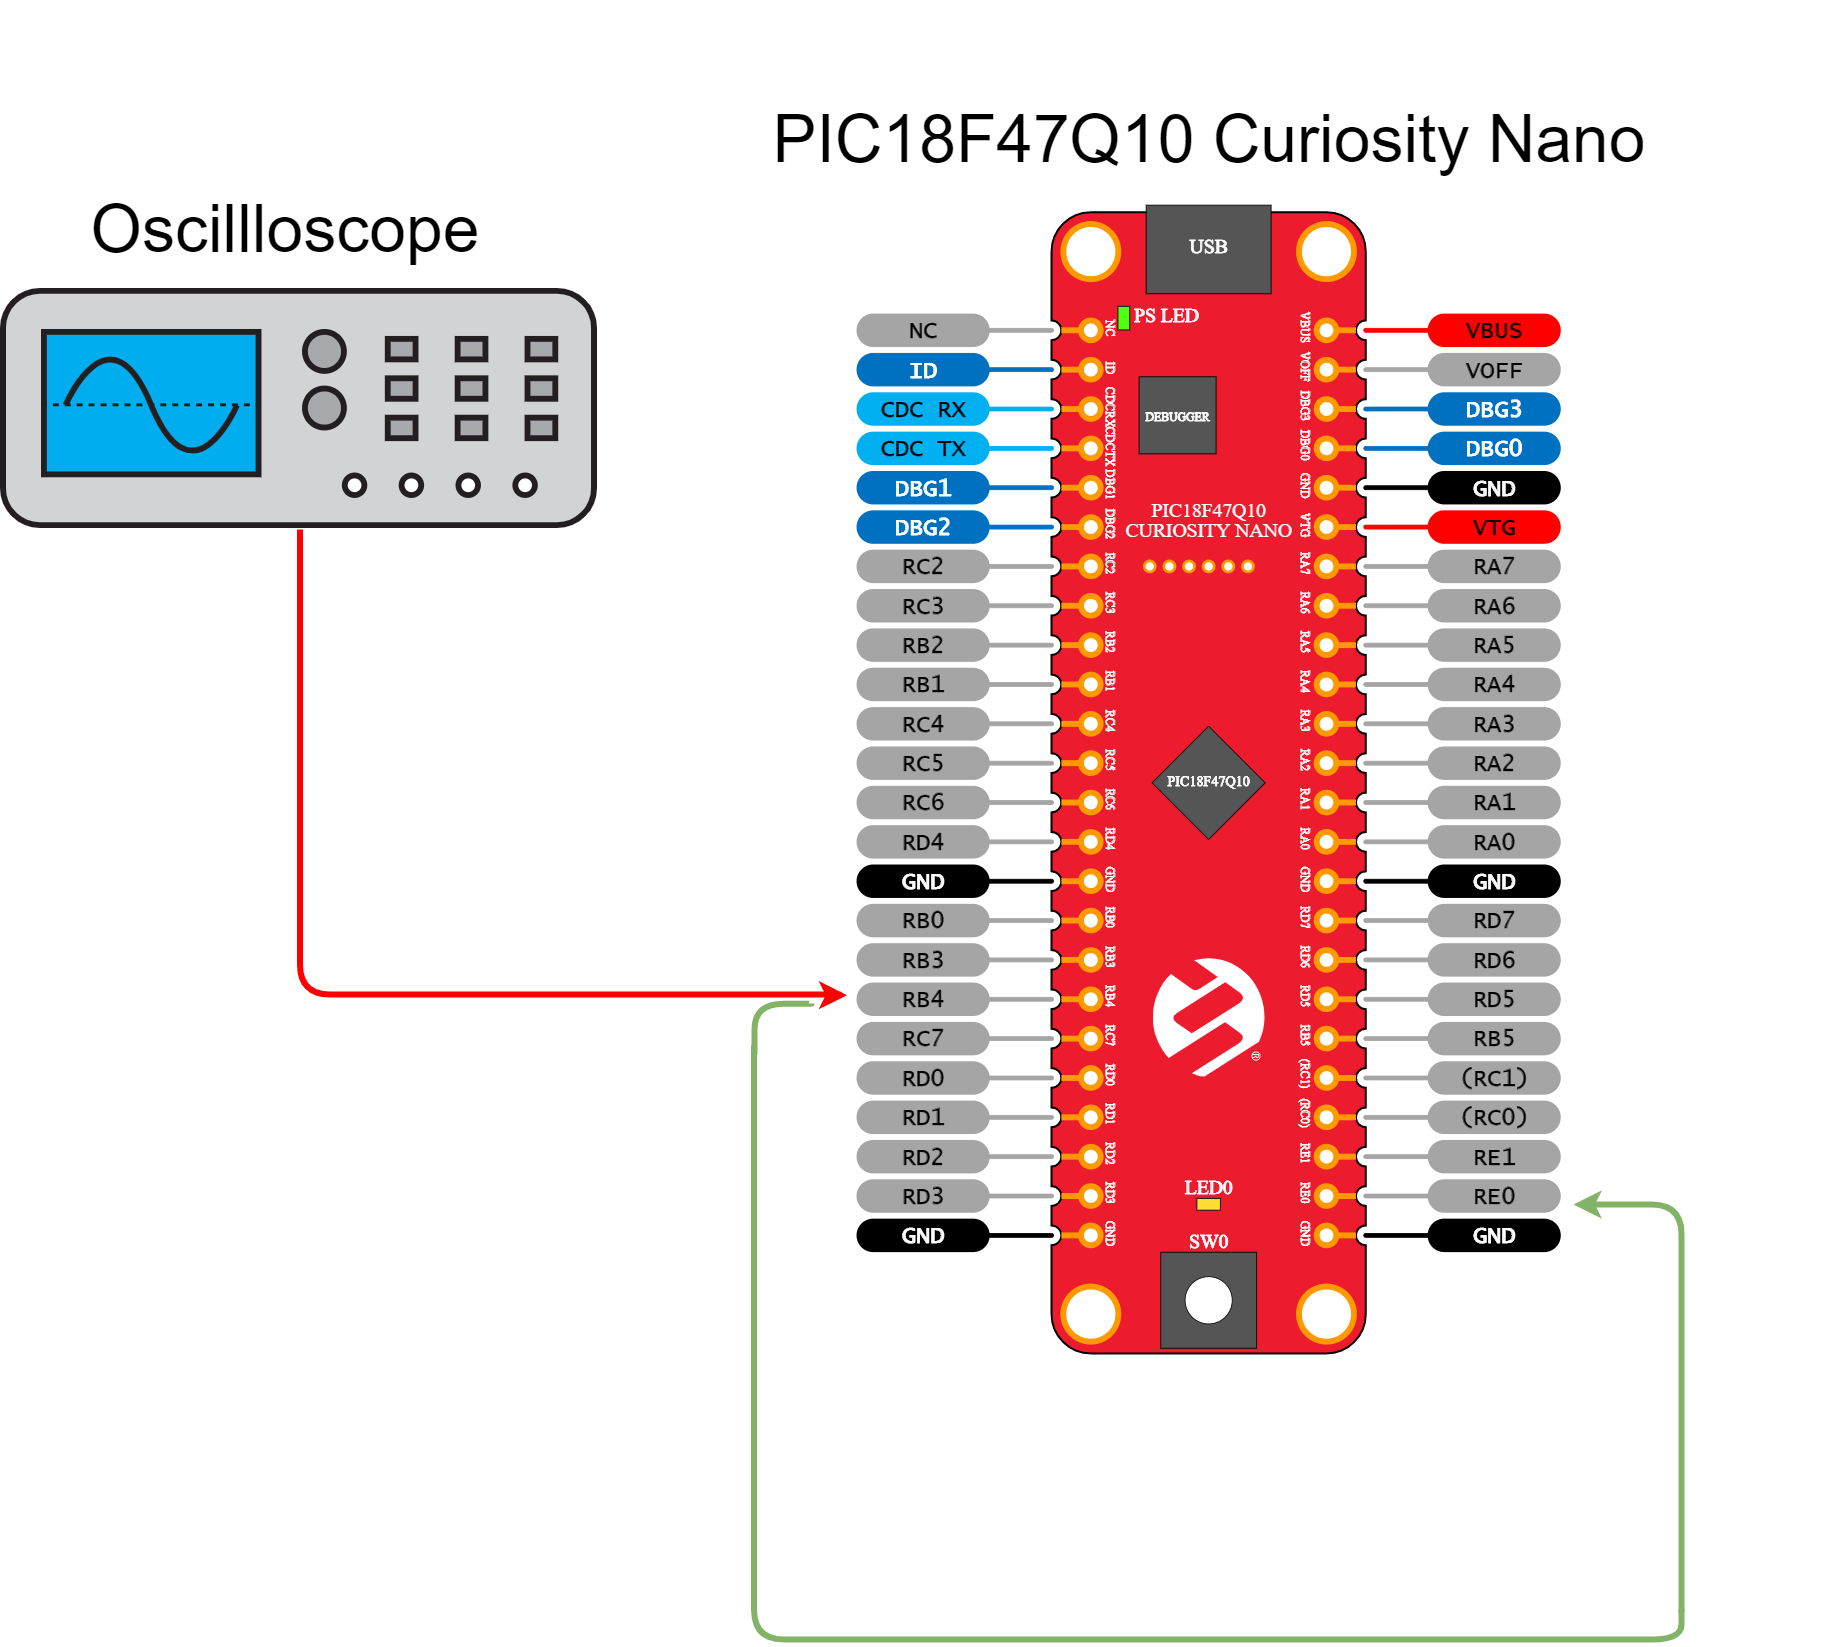 PIC18F47Q10 Curiosity Nano
Oscillloscope
USB
PS LED
NC
ID
CDC RX
CDC TX
DBG1
DBG2
RC2
RC3
RB2
RB1
RC4
RC5
RC6
RD4
GND
RB0
RB3
RB4
RC7
RD0
RD1
RD2
RD3
GND
NC
ID
CDCRX
CDCTX
DBG1
DBG2
RC2
RC3
RB2
RB1
RC4
RC5
RC6
RD4
GND
RB0
RB3
RB4
RC7
RD0
RD1
RD2
RD3
GND
DEBUGGER
PIC18F47Q10
CURIOSITY NANO
PIC18F47Q10
®
LED0
SW0
VBUS
VOFF
DBG3
DBG0
GND
VTG
RA7
RA6
RA5
RA4
RA3
RA2
RA1
RA0
GND
RD7
RD6
RD5
RB5
(RC1)
(RC0)
RE1
RE0
GND
VBUS
VOFF
DBG3
DBG0
GND
VTG
RA7
RA6
RA5
RA4
RA3
RA2
RA1
RA0
GND
RD7
RD6
RD5
RB5
(RC1)
(RC0)
RE1
RE0
GND